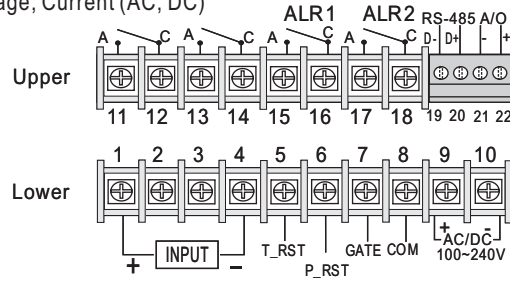 age, Current (AC, DC)
ALR1 ALR2 RS-485 A/O
A C A C A C A C D- D+ - +
Upper
11 12 13 14 15 16 17 18 19 20 21 22
1 2 3 4 5 6 7 8 9 10
Lower
+ INPUT - T_RST P_RST GATE COM + -
AC/DC
100~240V